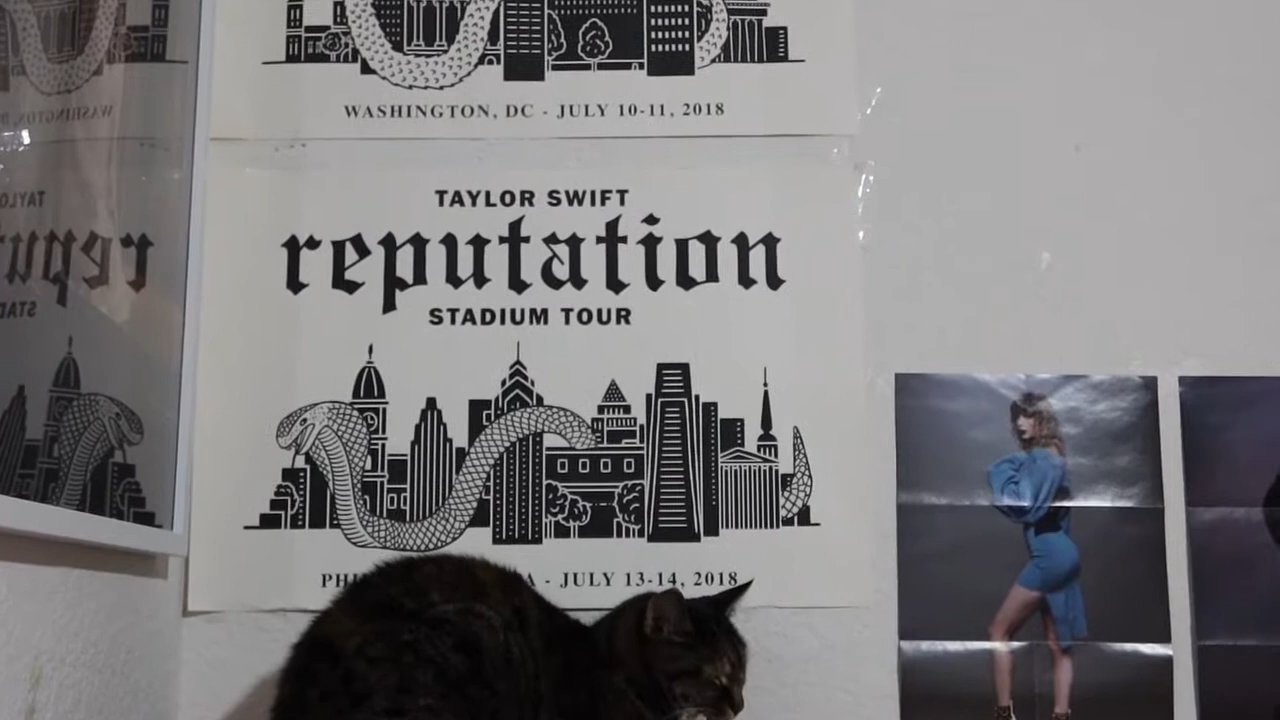 WASHINGTON, DC - JULY 10-11, 2018
TAYLOR SWIFT
reputation
STADIUM TOUR
- JULY 13-14, 2018